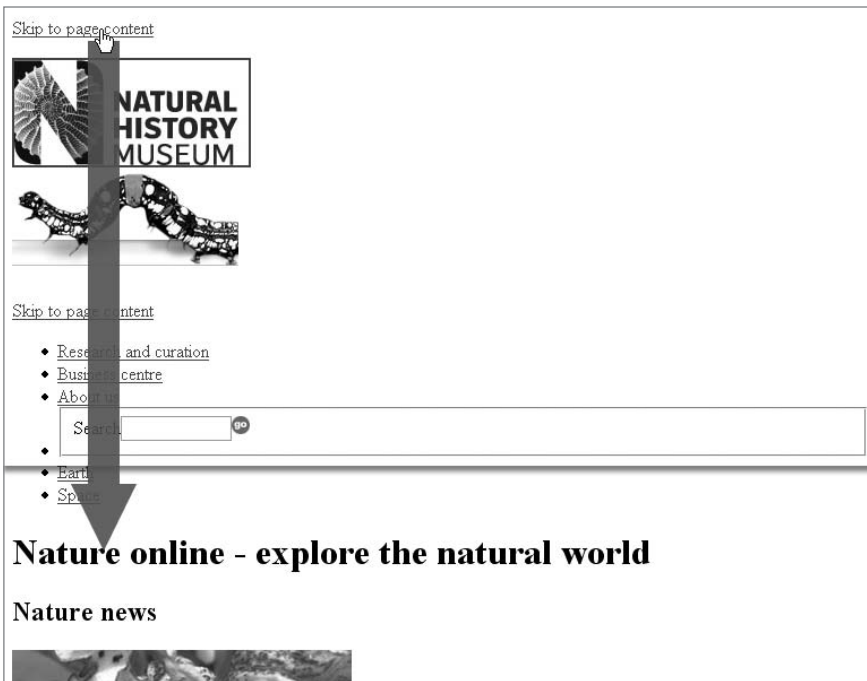 Skip to page content
NATURAL
HISTORY
MUSEUM
Skip to page content
Research and curation
Business centre
About us
Search
go
Earth
Space
Nature online - explore the natural world
Nature news